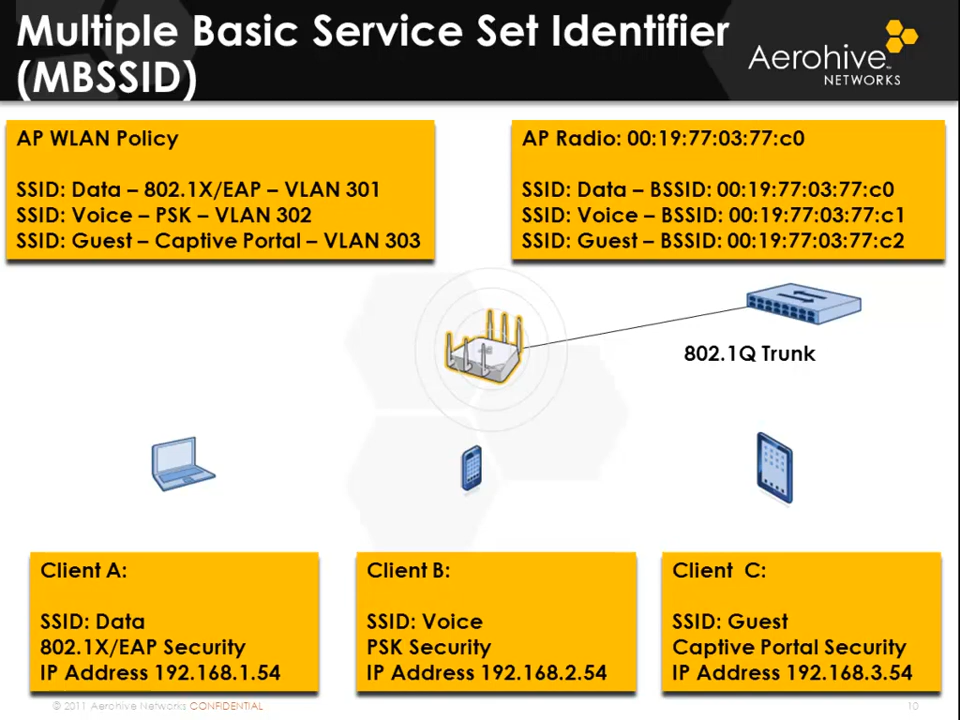 Multiple Basic Service Set Identifier
(MBSSID)
Aerohive™
NETWORKS
AP WLAN Policy
SSID: Data – 802.1X/EAP – VLAN 301
SSID: Voice – PSK – VLAN 302
SSID: Guest – Captive Portal – VLAN 303
AP Radio: 00:19:77:03:77:c0
SSID: Data – BSSID: 00:19:77:03:77:c0
SSID: Voice – BSSID: 00:19:77:03:77:c1
SSID: Guest – BSSID: 00:19:77:03:77:c2
802.1Q Trunk
Client A:
SSID: Data
802.1X/EAP Security
IP Address 192.168.1.54
Client B:
SSID: Voice
PSK Security
IP Address 192.168.2.54
Client C:
SSID: Guest
Captive Portal Security
IP Address 192.168.3.54
© 2011 Aerohive Networks CONFIDENTIAL
10